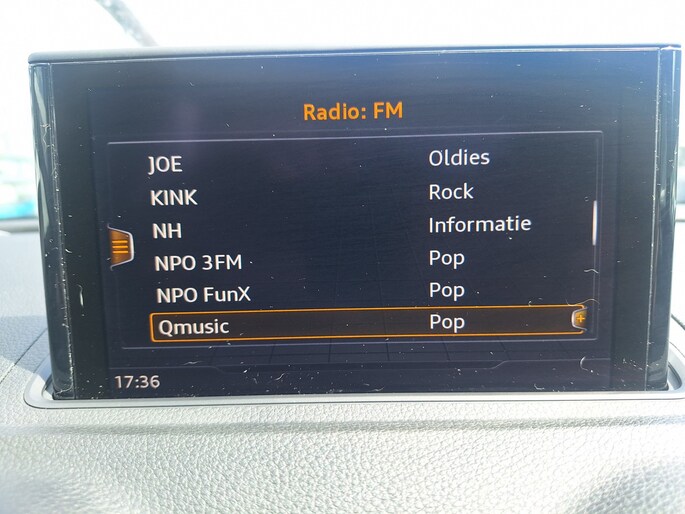 Radio: FM
JOE Oldies
KINK Rock
NH Informatie
NPO 3FM Pop
NPO FunX Pop
Qmusic Pop
17:36